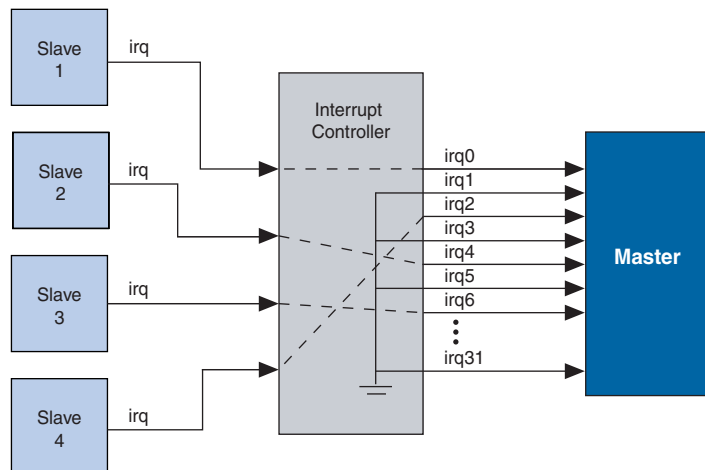 Slave
1
irq
Slave
2
irq
Slave
3
irq
Slave
4
irq
Interrupt
Controller
irq0
irq1
irq2
irq3
irq4
irq5
irq6
irq31
Master